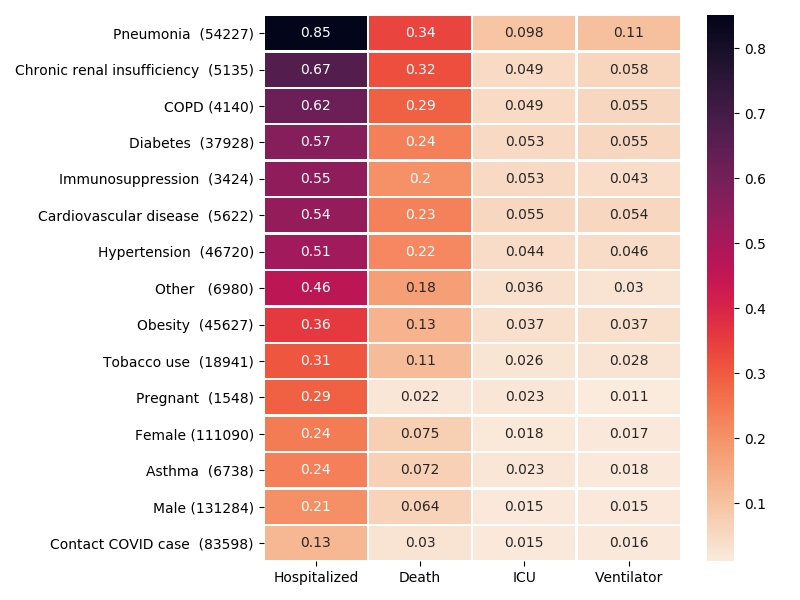 Pneumonia (54227) 0.85 0.34 0.098 0.11
Chronic renal insufficiency (5135) 0.67 0.32 0.049 0.058
COPD (4140) 0.62 0.29 0.049 0.055
Diabetes (37928) 0.57 0.24 0.053 0.055
Immunosuppression (3424) 0.55 0.2 0.053 0.043
Cardiovascular disease (5622) 0.54 0.23 0.055 0.054
Hypertension (46720) 0.51 0.22 0.044 0.046
Other (6980) 0.46 0.18 0.036 0.03
Obesity (45627) 0.36 0.13 0.037 0.037
Tobacco use (18941) 0.31 0.11 0.026 0.028
Pregnant (1548) 0.29 0.022 0.023 0.011
Female (111090) 0.24 0.075 0.018 0.017
Asthma (6738) 0.24 0.072 0.023 0.018
Male (131284) 0.21 0.064 0.015 0.015
Contact COVID case (83598) 0.13 0.03 0.015 0.016
Hospitalized Death ICU Ventilator
0.8
0.7
0.6
0.5
0.4
0.3
0.2
0.1